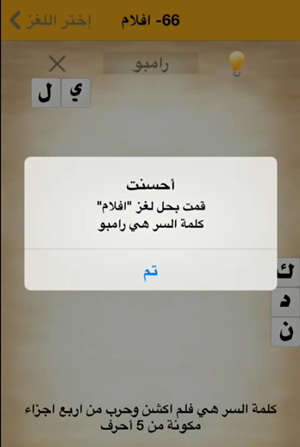 إختر اللغز
66- افلام
رامبو
ل ي
أحسنت
قمت بحل لغز "افلام"
كلمة السر هي رامبو
تم
ك
د
ن
كلمة السر هي فلم اكشن وحرب من اربع اجزاء
مكونة من 5 أحرف